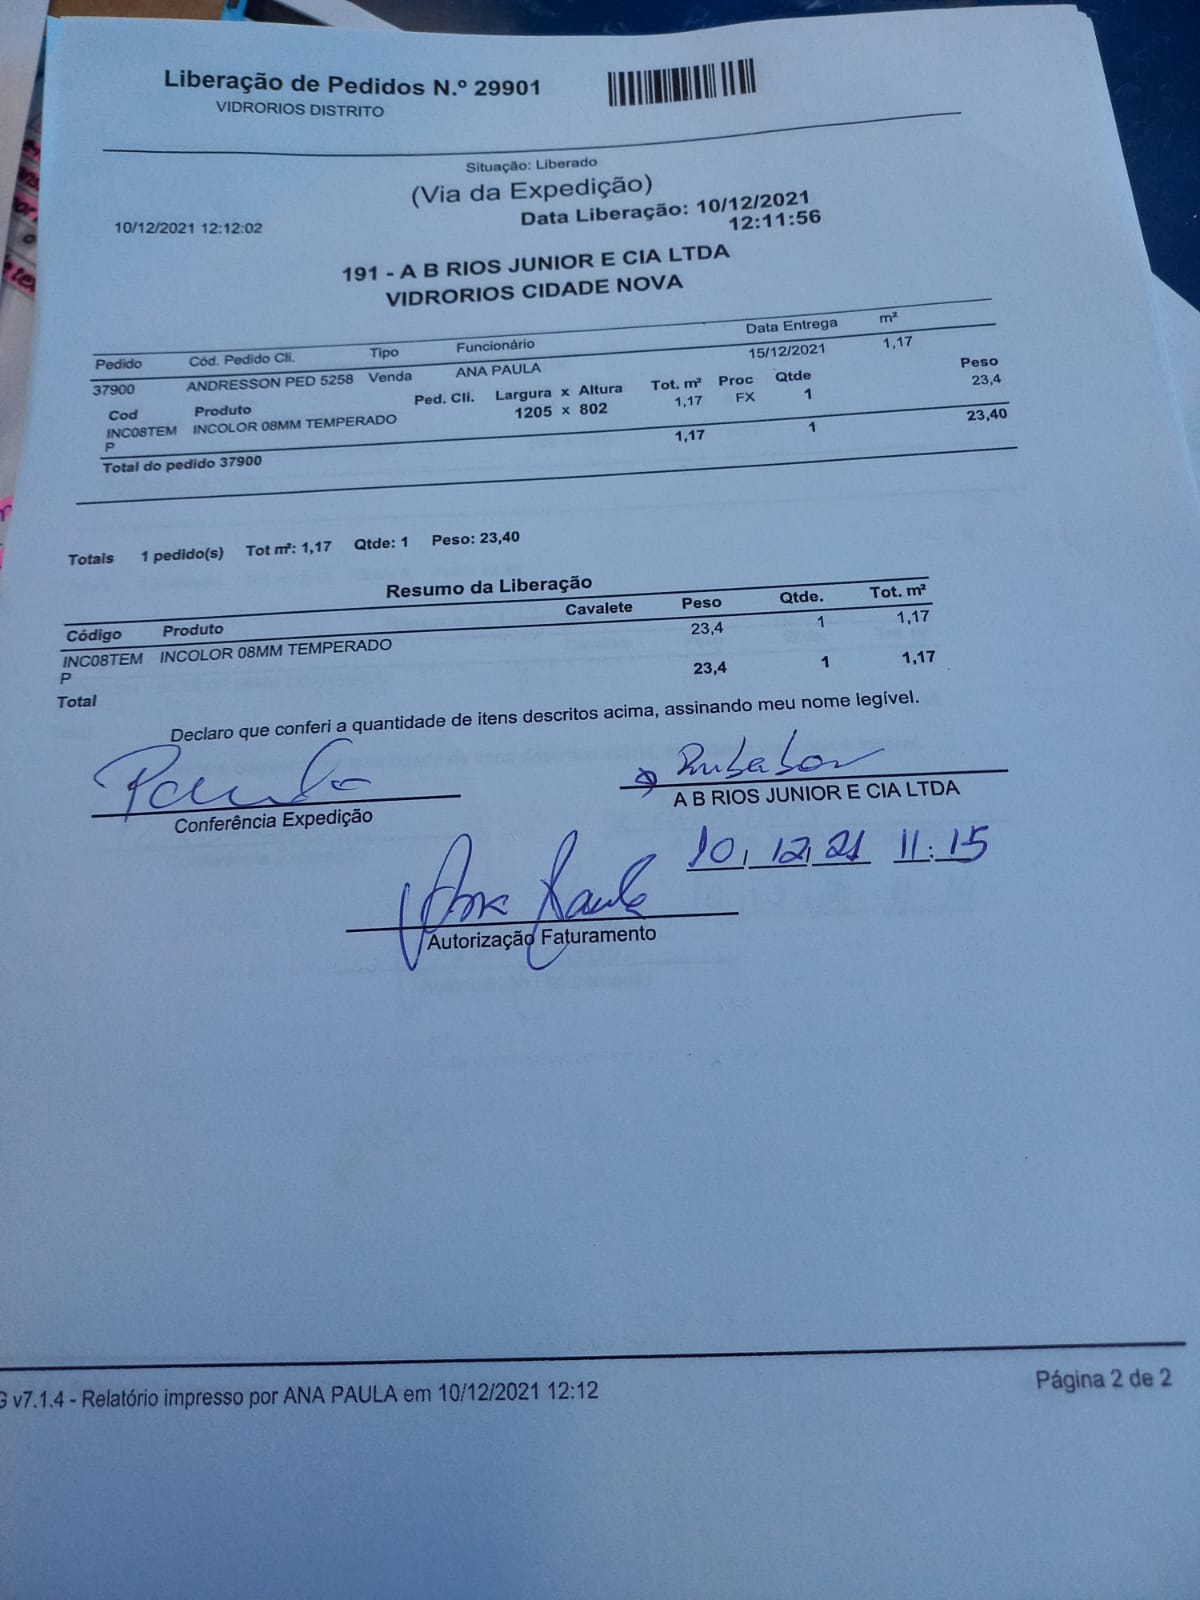 Liberação de Pedidos N.º 29901
VIDRORIOS DISTRITO
Situação: Liberado
(Via da Expedição)
10/12/2021 12:12:02
Data Liberação: 10/12/2021
12:11:56
191 - A B RIOS JUNIOR E CIA LTDA
VIDRORIOS CIDADE NOVA
Pedido Cód. Pedido Cli. Tipo Funcionário Data Entrega m²
37900 ANDRESSON PED 5258 Venda ANA PAULA 15/12/2021 1,17
Cod Produto Ped. Cli. Largura x Altura Tot. m² Proc Qtde Peso
INC08TEM INCOLOR 08MM TEMPERADO 1205 x 802 1,17 FX 1 23,4
P
Total do pedido 37900 1,17 1 23,40
Totais 1 pedido(s) Tot m²: 1,17 Qtde: 1 Peso: 23,40
Resumo da Liberação
Código Produto Cavalete Peso Qtde. Tot. m²
INC08TEM INCOLOR 08MM TEMPERADO 23,4 1 1,17
P
Total 23,4 1 1,17
Declaro que conferi a quantidade de itens descritos acima, assinando meu nome legível.
Conferência Expedição
A B RIOS JUNIOR E CIA LTDA
10, 12, 21 11:15
Ana Paula
Autorização Faturamento
G v7.1.4 - Relatório impresso por ANA PAULA em 10/12/2021 12:12
Página 2 de 2